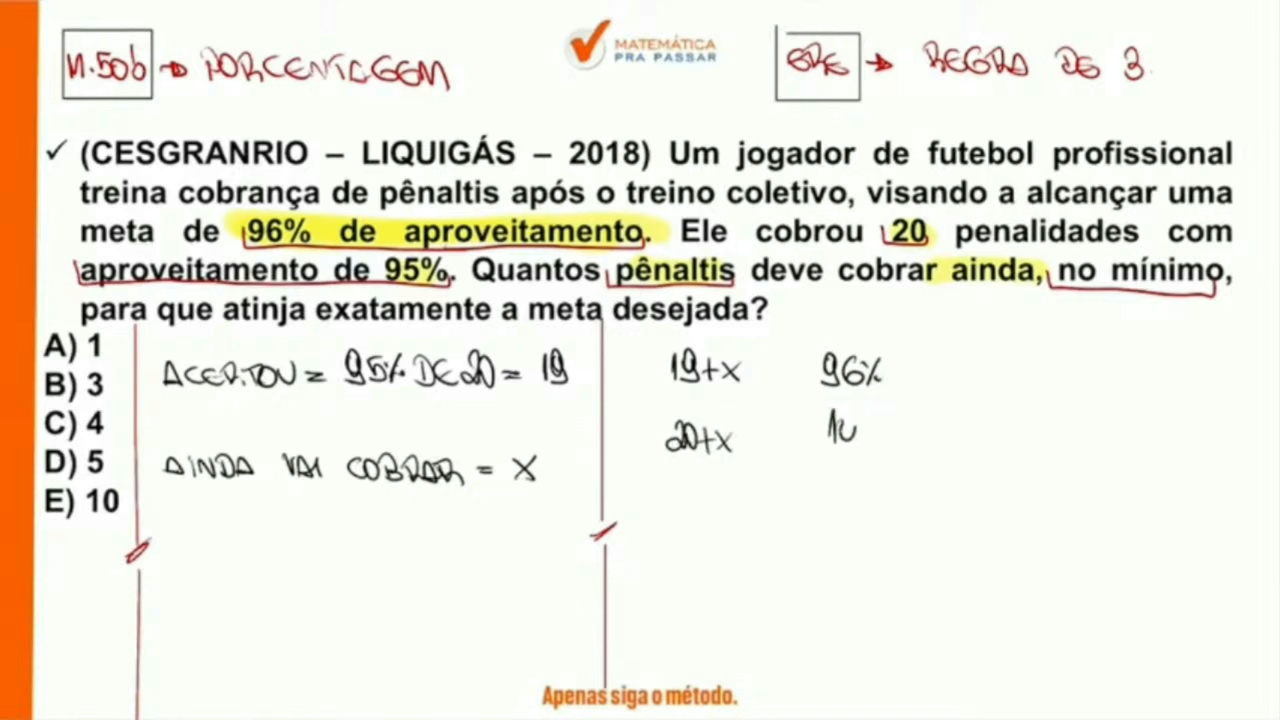 M.50b → PORCENTAGEM
MATEMÁTICA
PRA PASSAR
→ REGRA DE 3
✓ (CESGRANRIO – LIQUIGÁS – 2018) Um jogador de futebol profissional
treina cobrança de pênaltis após o treino coletivo, visando a alcançar uma
meta de 96% de aproveitamento. Ele cobrou 20 penalidades com
aproveitamento de 95%. Quantos pênaltis deve cobrar ainda, no mínimo,
para que atinja exatamente a meta desejada?
A) 1
B) 3
C) 4
D) 5
E) 10
ACERTOU = 95% DE 20 = 19
AINDA VAI COBRAR = X
19+X 96%
20+X 10
Apenas siga o método.